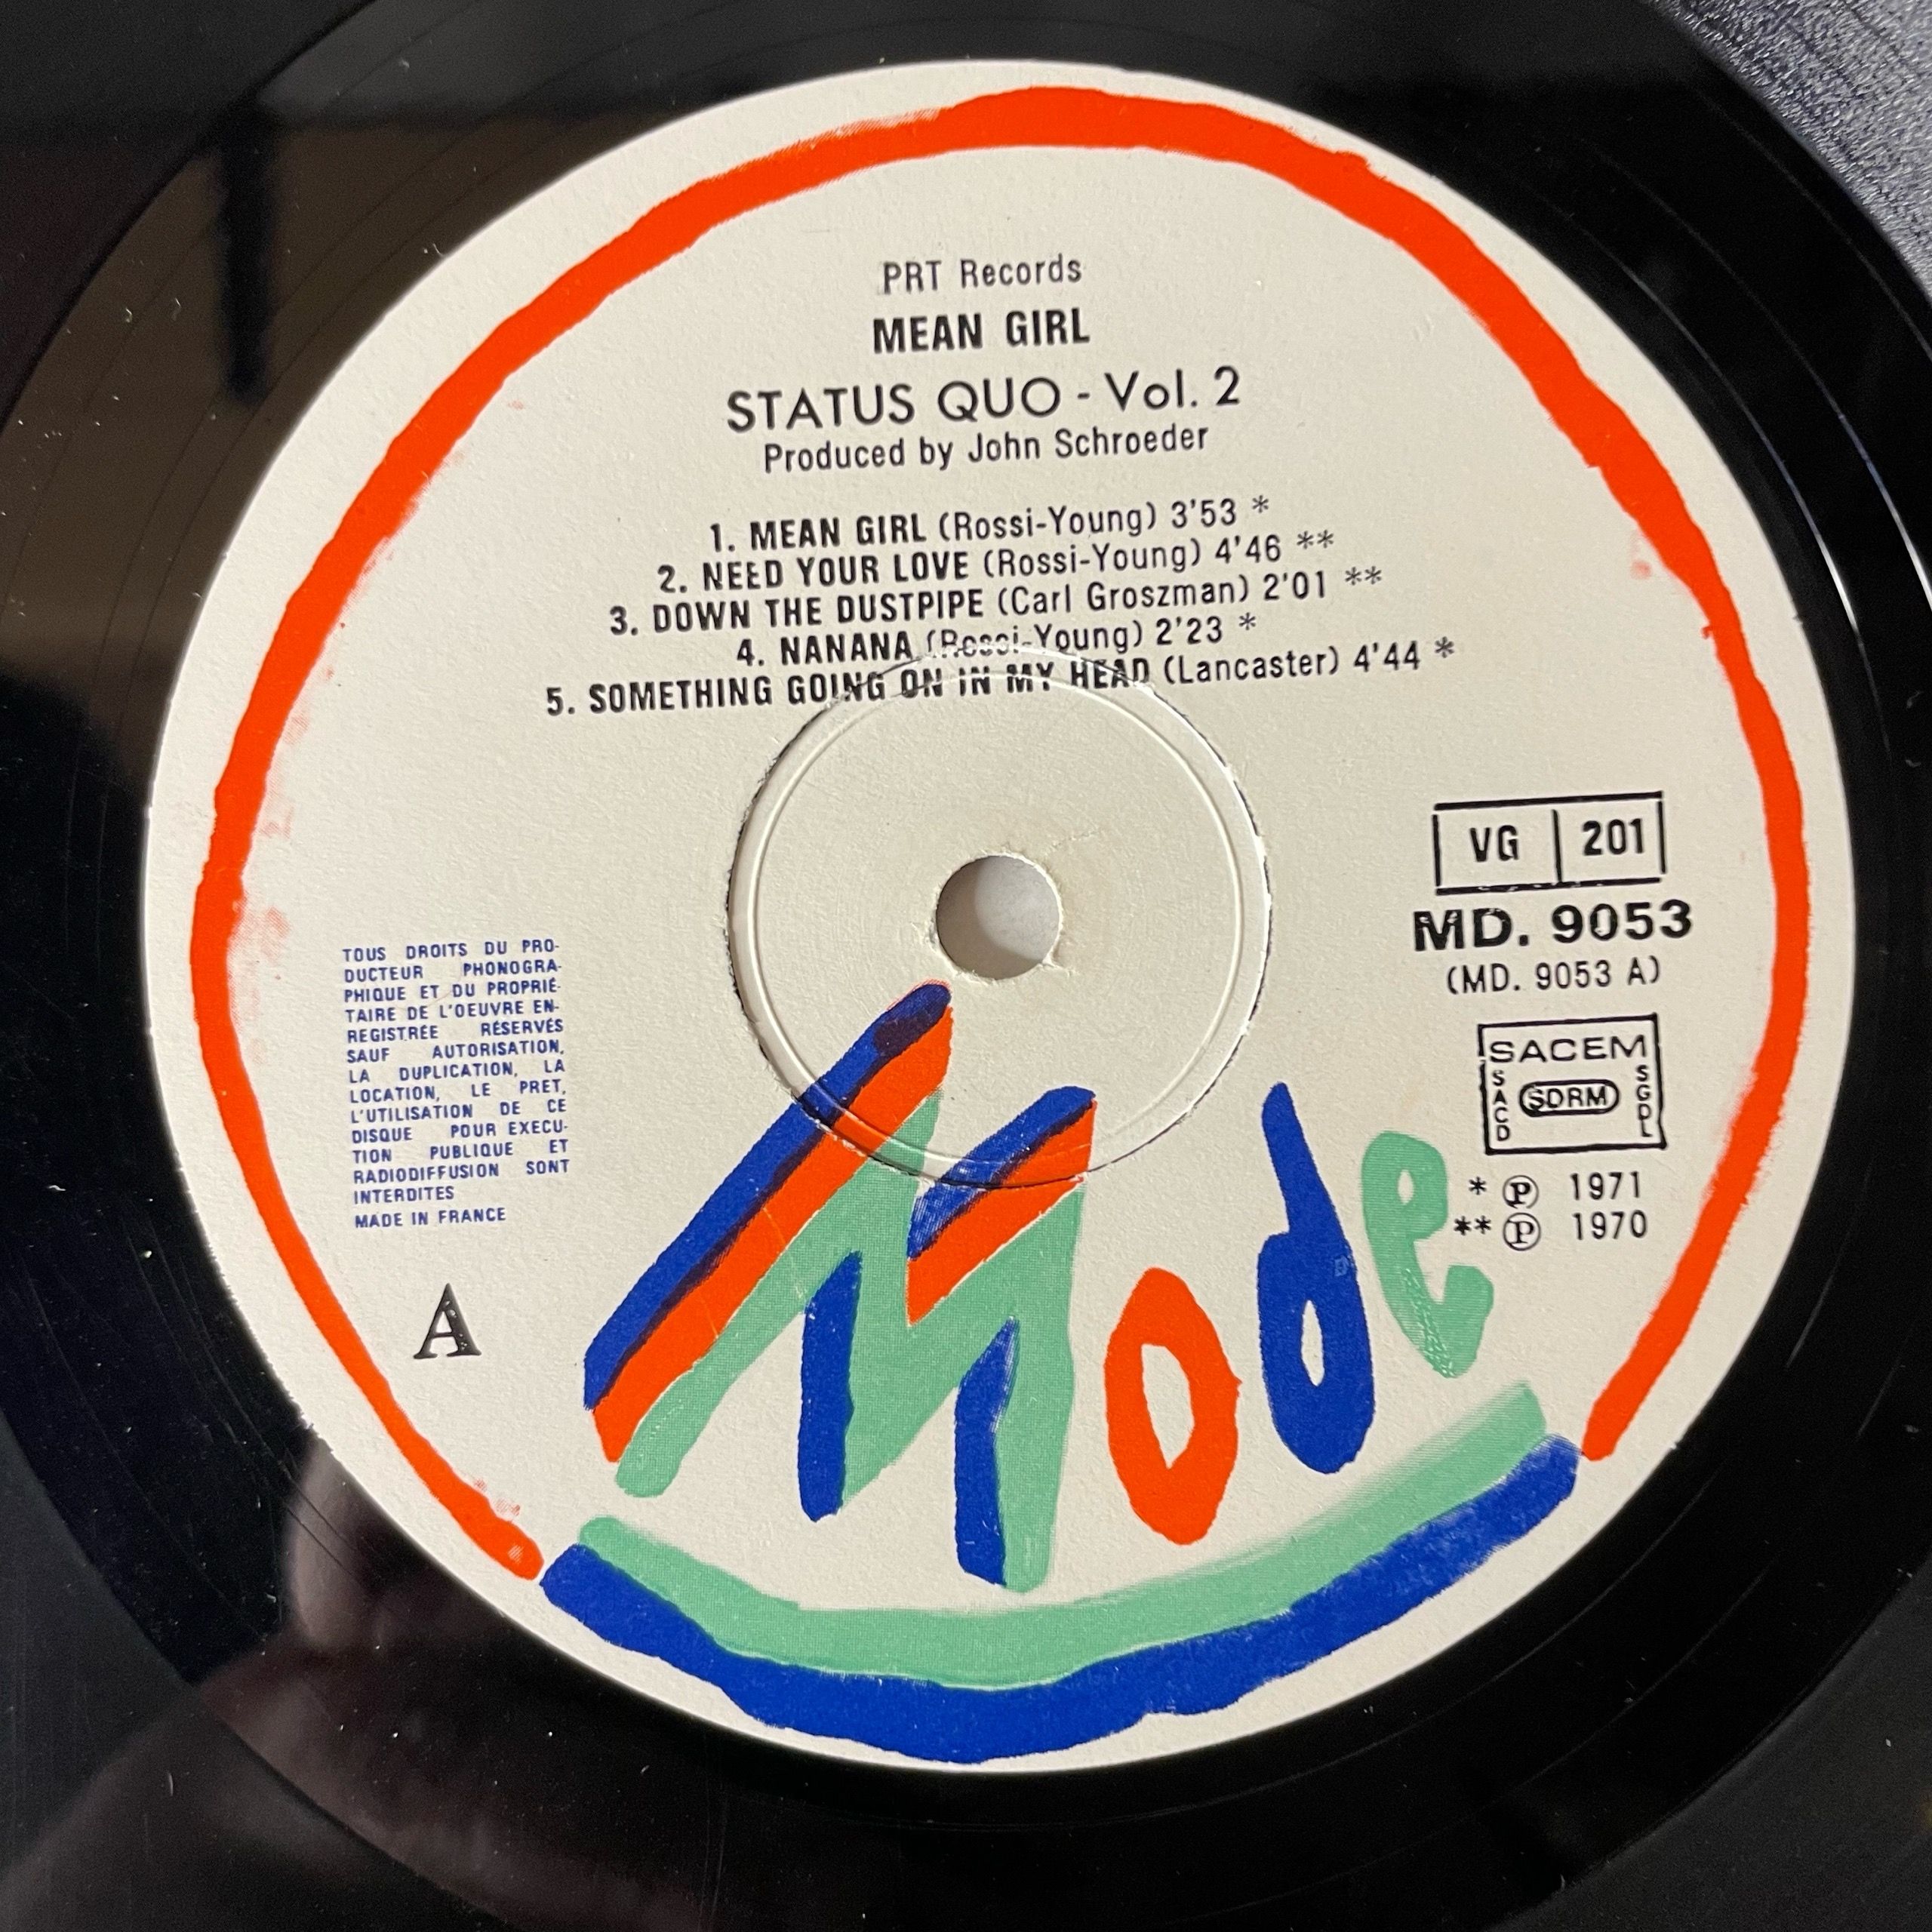 PRT Records
MEAN GIRL
STATUS QUO - Vol. 2
Produced by John Schroeder
1. MEAN GIRL (Rossi-Young) 3'53 *
2. NEED YOUR LOVE (Rossi-Young) 4'46 **
3. DOWN THE DUSTPIPE (Carl Groszman) 2'01 **
4. NANANA (Rossi-Young) 2'23 *
5. SOMETHING GOING ON IN MY HEAD (Lancaster) 4'44 *
VG 201
MD. 9053
(MD. 9053 A)
SACEM
SACD
SDRM
SGDL
* Ⓟ 1971
** Ⓟ 1970
TOUS DROITS DU PRO-
DUCTEUR PHONOGRA-
PHIQUE ET DU PROPRIÉ-
TAIRE DE L'OEUVRE EN-
REGISTRÉE RÉSERVÉS
SAUF AUTORISATION,
LA DUPLICATION, LA
LOCATION, LE PRET,
L'UTILISATION DE CE
DISQUE POUR EXECU-
TION PUBLIQUE ET
RADIODIFFUSION SONT
INTERDITES
MADE IN FRANCE
A
Mode